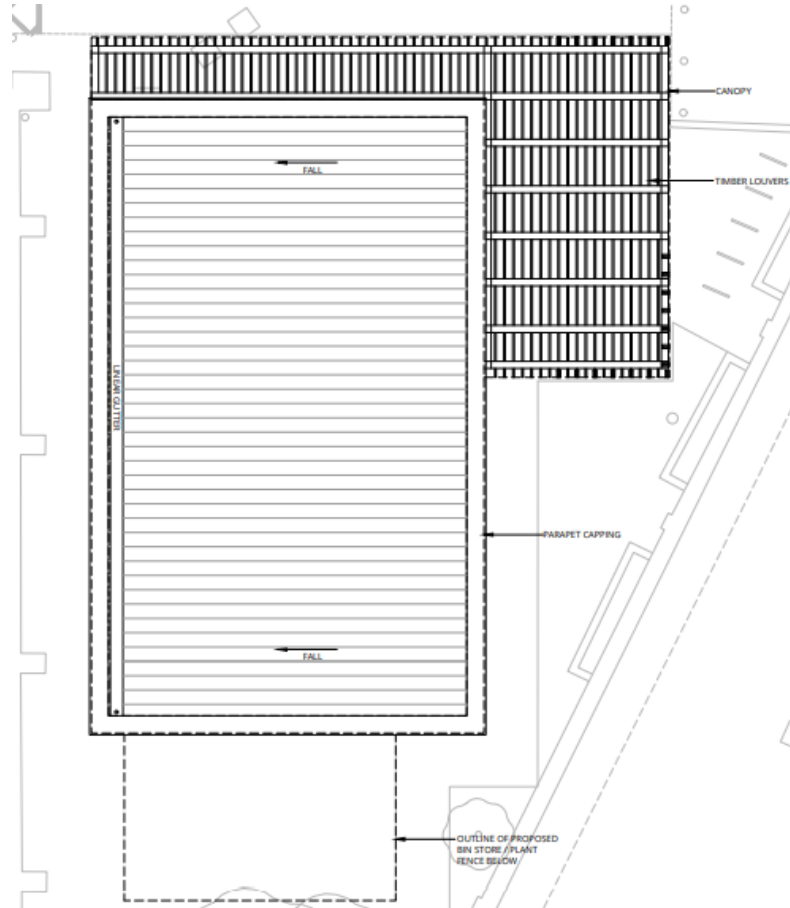 CANOPY
FALL
TIMBER LOUVERS
LINEAR GUTTER
PARAPET CAPPING
FALL
OUTLINE OF PROPOSED
BIN STORE / PLANT
FENCE BELOW